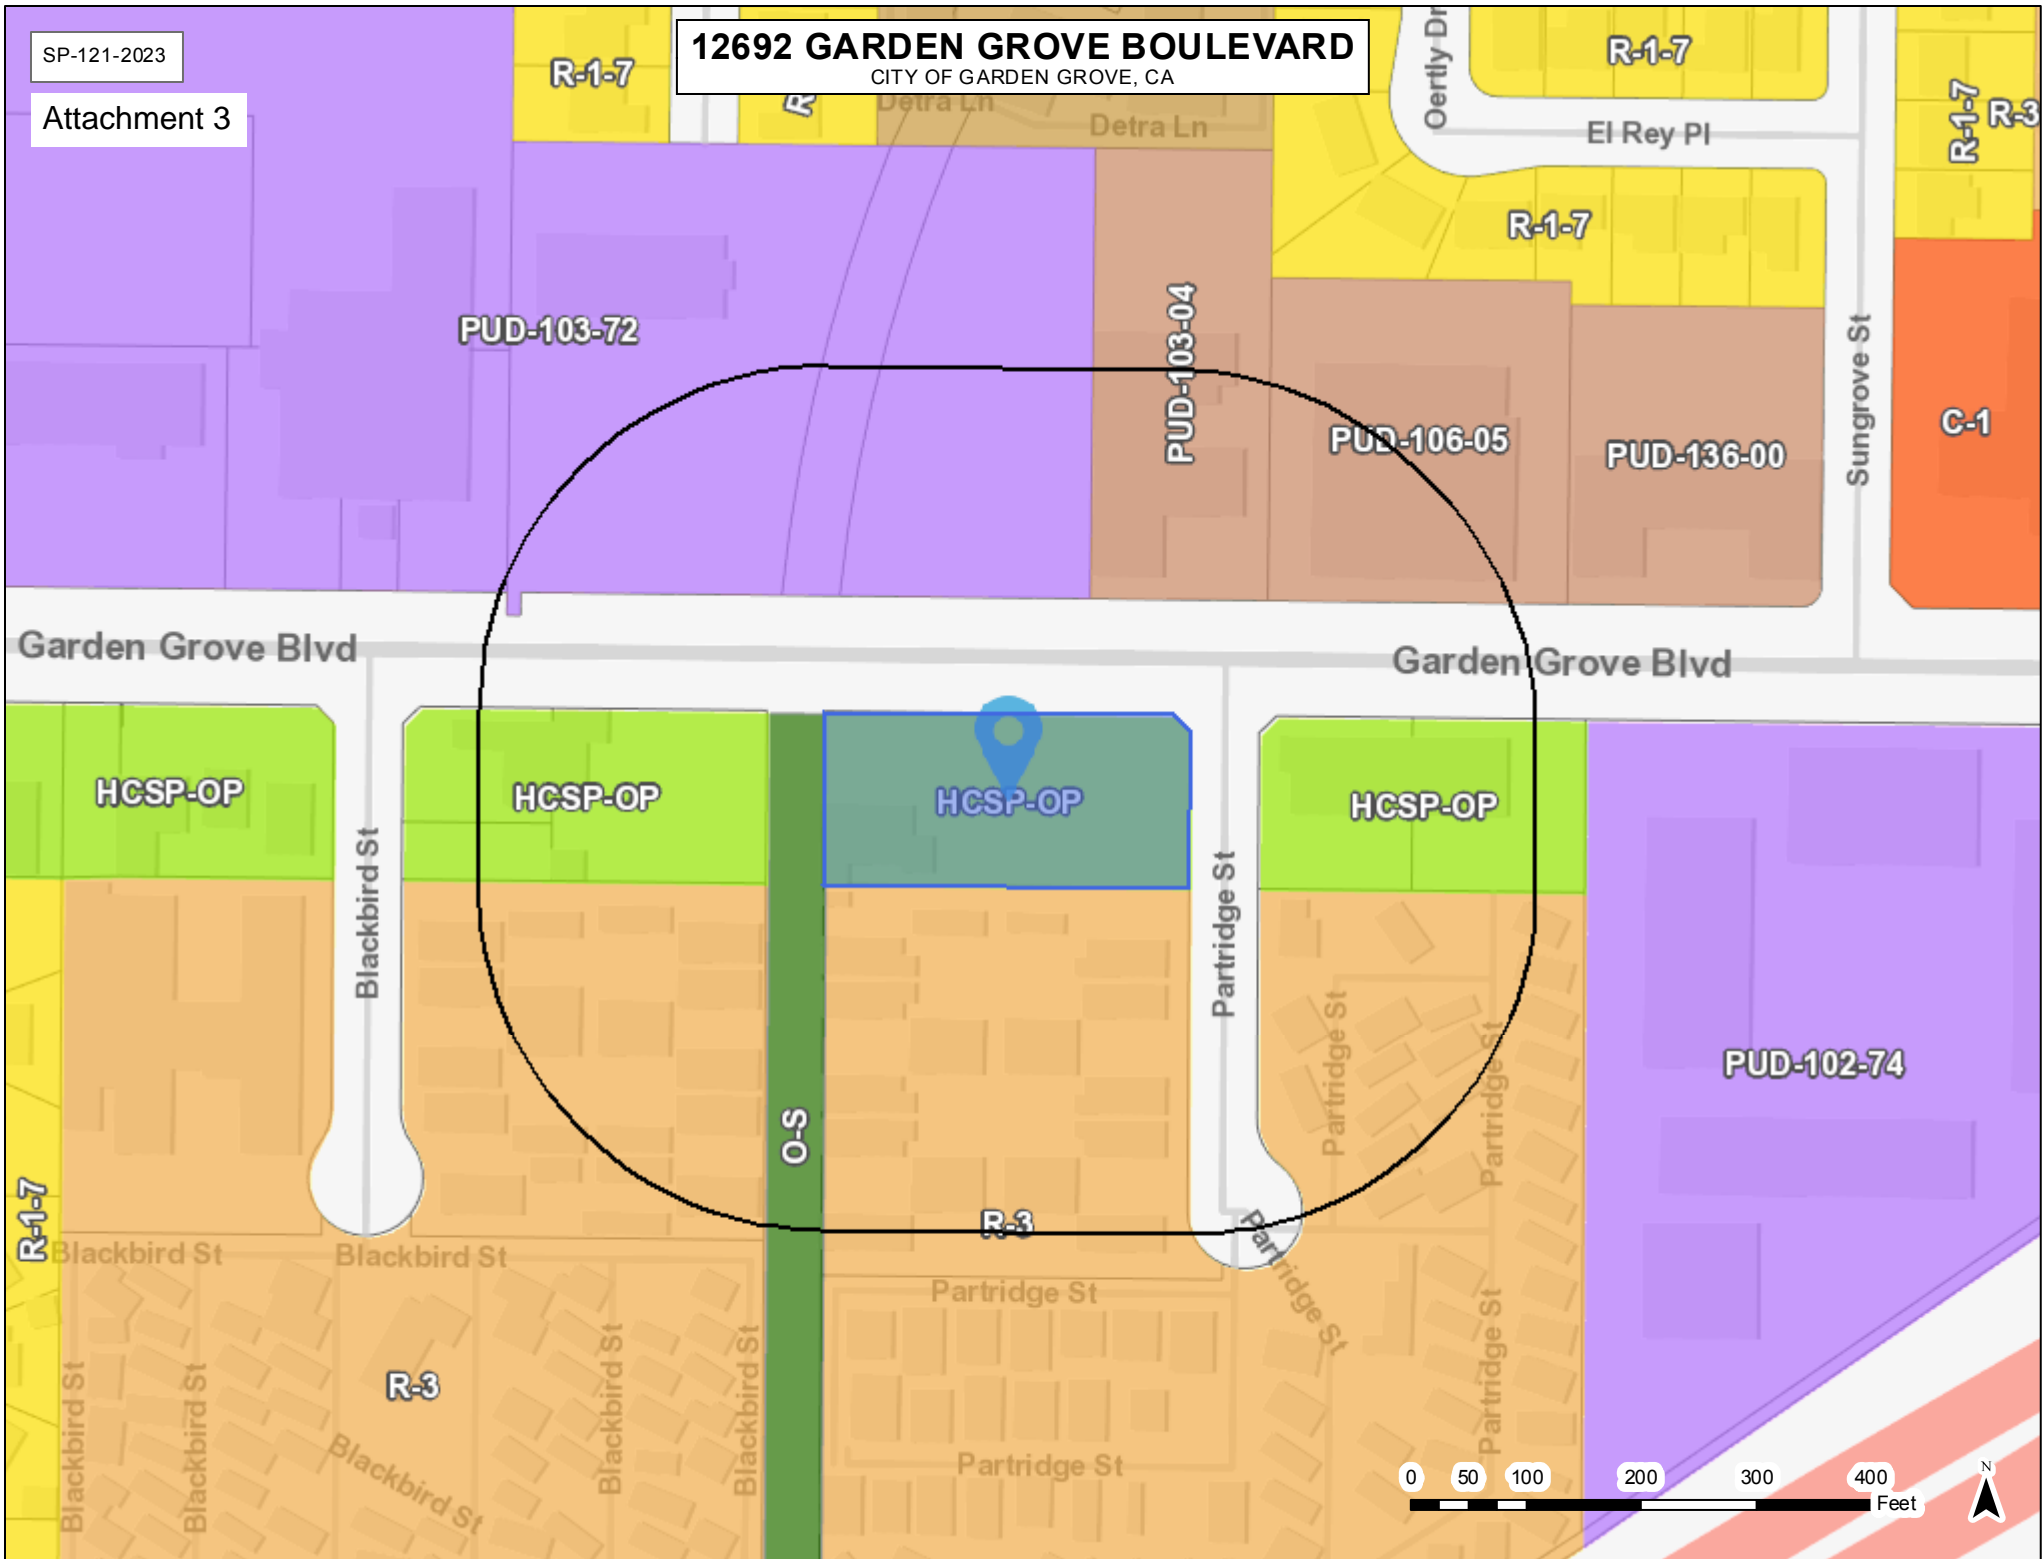 SP-121-2023
Attachment 3
12692 GARDEN GROVE BOULEVARD
CITY OF GARDEN GROVE, CA
R-1-7
Detra Ln
Detra Ln
Oertly Dr
R-1-7
El Rey Pl
R-1-7
R-3
R-1-7
PUD-103-72
PUD-103-04
PUD-106-05
PUD-136-00
Sungrove St
C-1
Garden Grove Blvd
Garden Grove Blvd
HCSP-OP
HCSP-OP
HCSP-OP
HCSP-OP
Blackbird St
Partridge St
Partridge St
Partridge St
PUD-102-74
O-S
R-1-7
R-3
Blackbird St
Blackbird St
Partridge St
Partridge St
Partridge St
R-3
Blackbird St
Blackbird St
Blackbird St
Blackbird St
Blackbird St
Partridge St
0 50 100 200 300 400
Feet
N